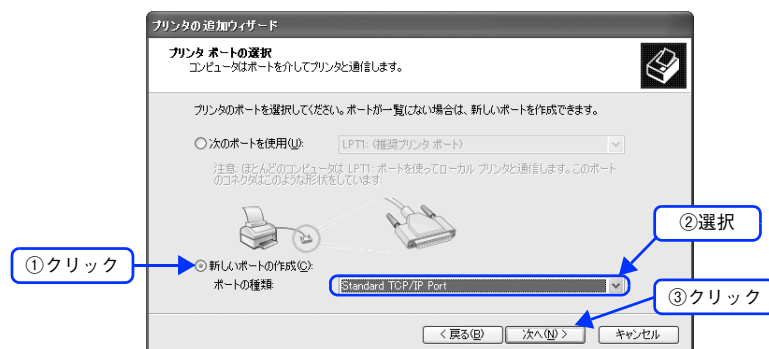 プリンタの追加ウィザード
プリンタ ポートの選択
コンピュータはポートを介してプリンタと通信します。
プリンタのポートを選択してください。ポートが一覧にない場合は、新しいポートを作成できます。
次のポートを使用(U):
LPT1: (推奨プリンタ ポート)
注意: ほとんどのコンピュータは LPT1: ポートを使ってローカル プリンタと通信します。このポート
のコネクタはこのような形状をしています:
②選択
①クリック
新しいポートの作成(C):
ポートの種類:
Standard TCP/IP Port
③クリック
< 戻る(B)
次へ(N) >
キャンセル